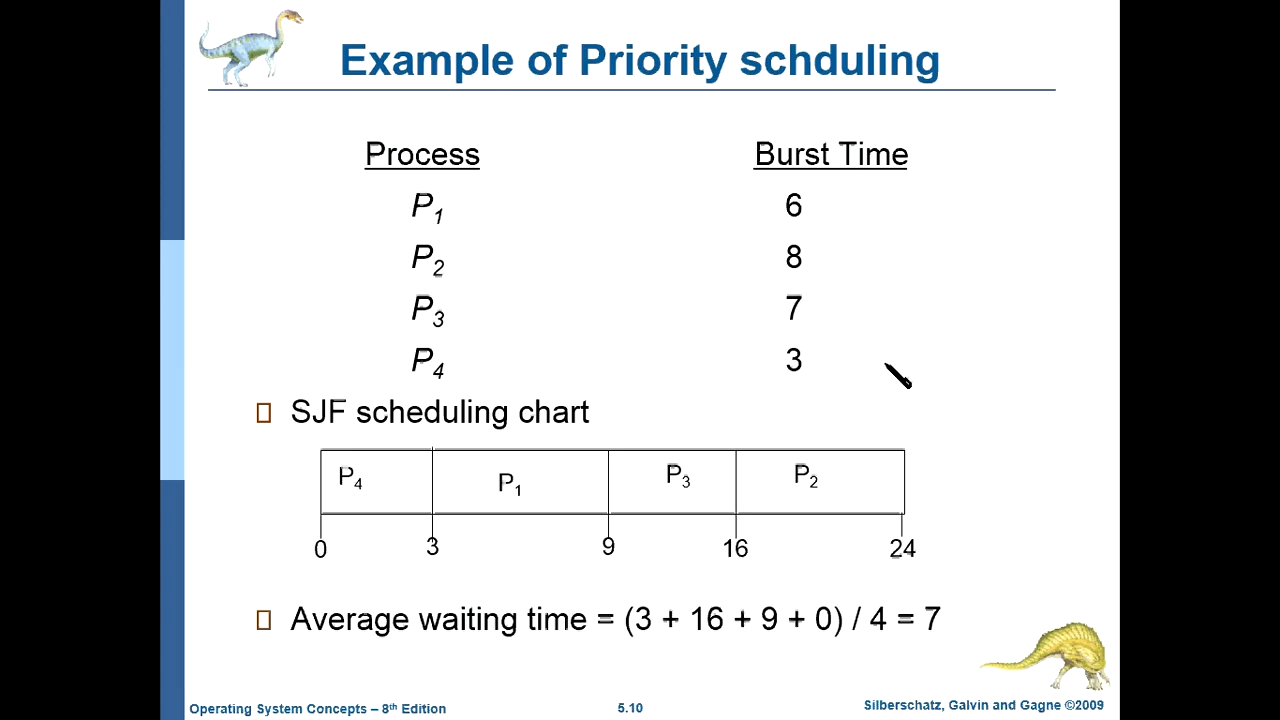 Example of Priority schduling
Process Burst Time
P1 6
P2 8
P3 7
P4 3
SJF scheduling chart
P4 P1 P3 P2
0 3 9 16 24
Average waiting time = (3 + 16 + 9 + 0) / 4 = 7
Operating System Concepts – 8th Edition 5.10 Silberschatz, Galvin and Gagne ©2009